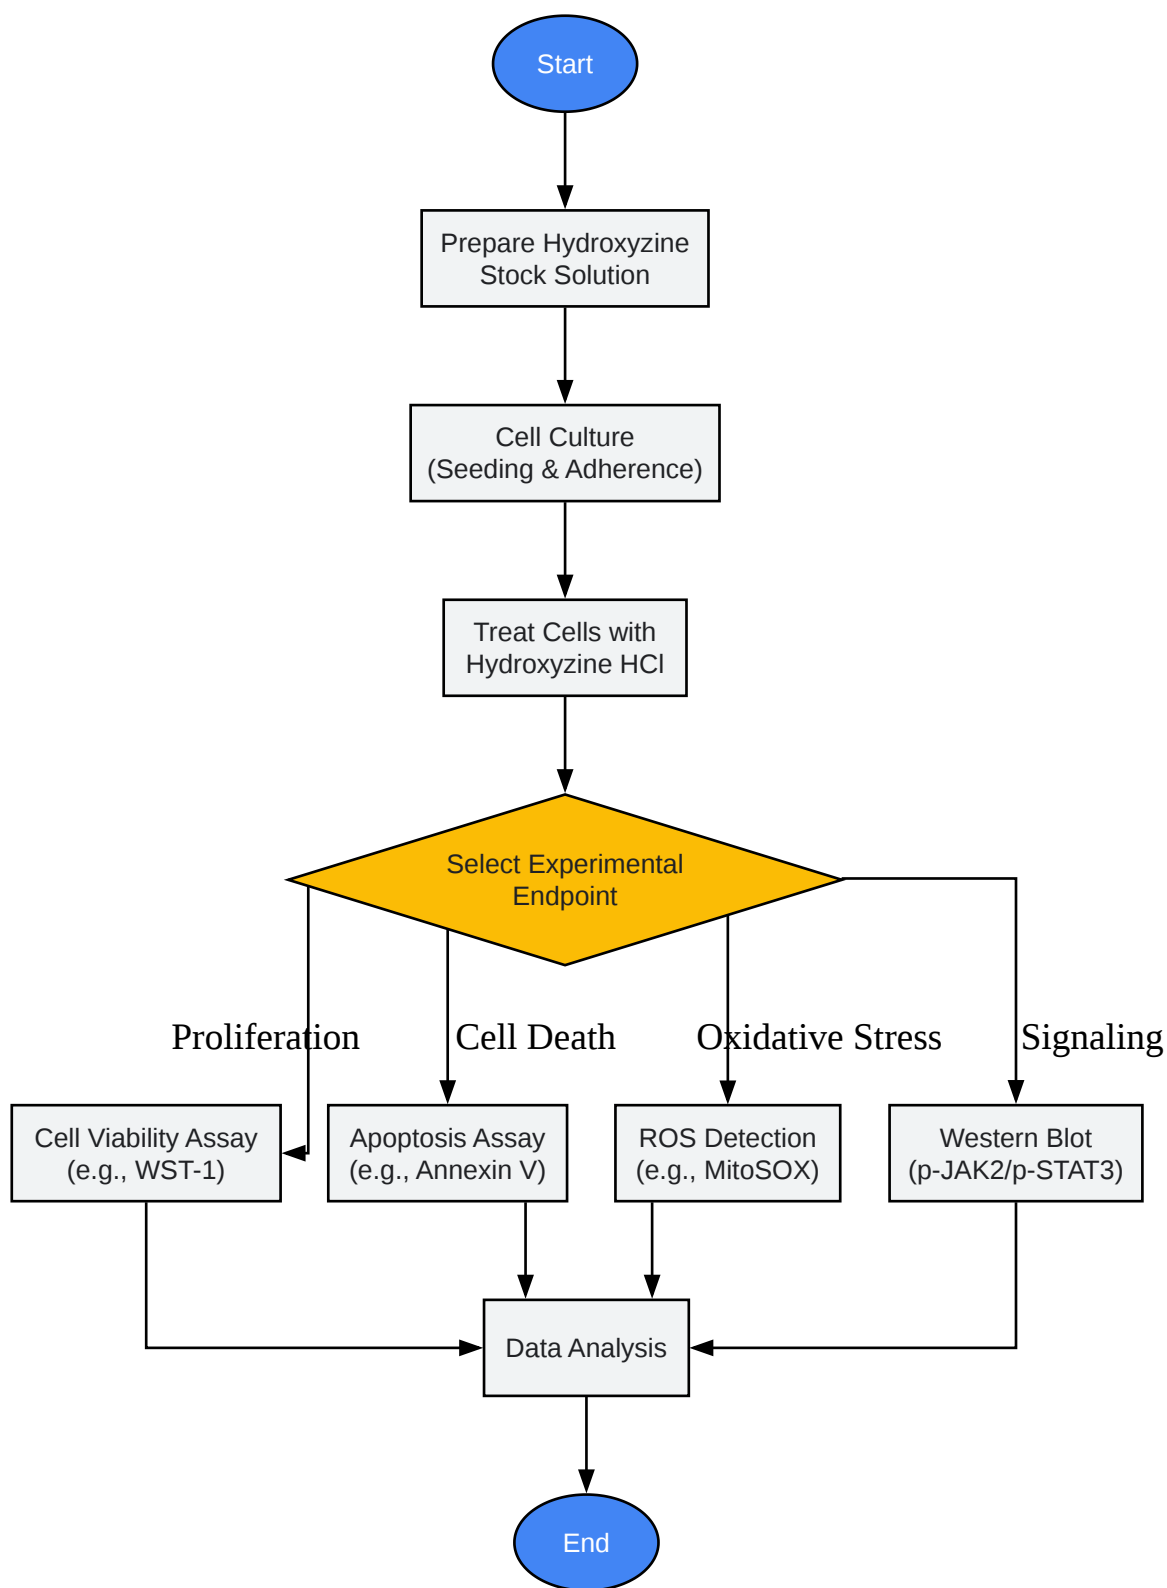 Start
Prepare Hydroxyzine
Stock Solution
Cell Culture
(Seeding & Adherence)
Treat Cells with
Hydroxyzine HCl
Select Experimental
Endpoint
Proliferation
Cell Death
Oxidative Stress
Signaling
Cell Viability Assay
(e.g., WST-1)
Apoptosis Assay
(e.g., Annexin V)
ROS Detection
(e.g., MitoSOX)
Western Blot
(p-JAK2/p-STAT3)
Data Analysis
End